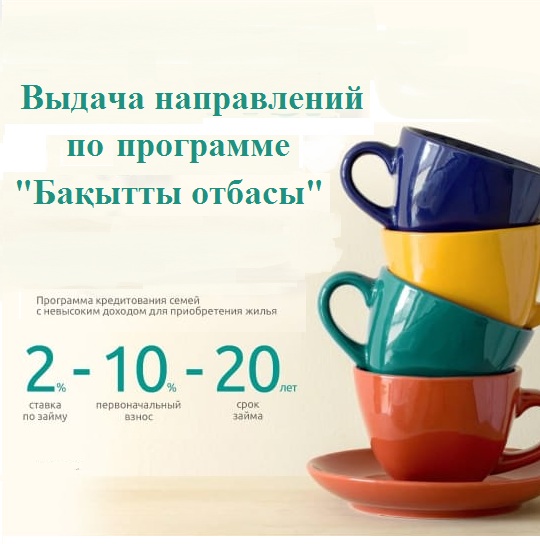 Выдача направлений
по программе
"Бақытты отбасы"
Программа кредитования семей
с невысоким доходом для приобретения жилья
2% - 10% - 20 лет
ставка по займу
первоначальный взнос
срок займа